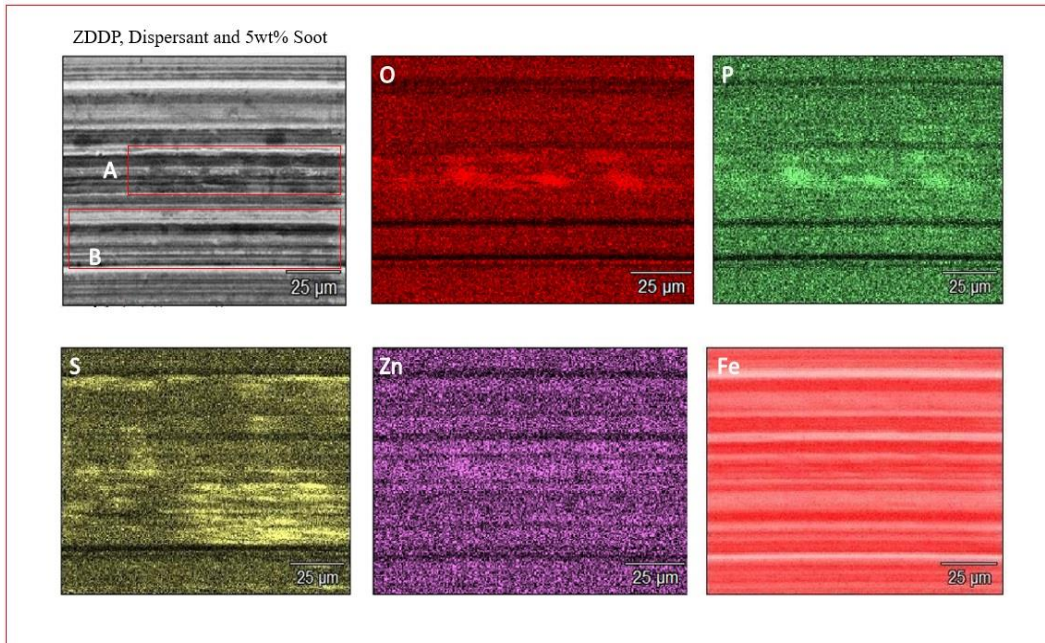 ZDDP, Dispersant and 5wt% Soot
A
B
25 µm
O
25 µm
P
25 µm
S
25 µm
Zn
25 µm
Fe
25 µm